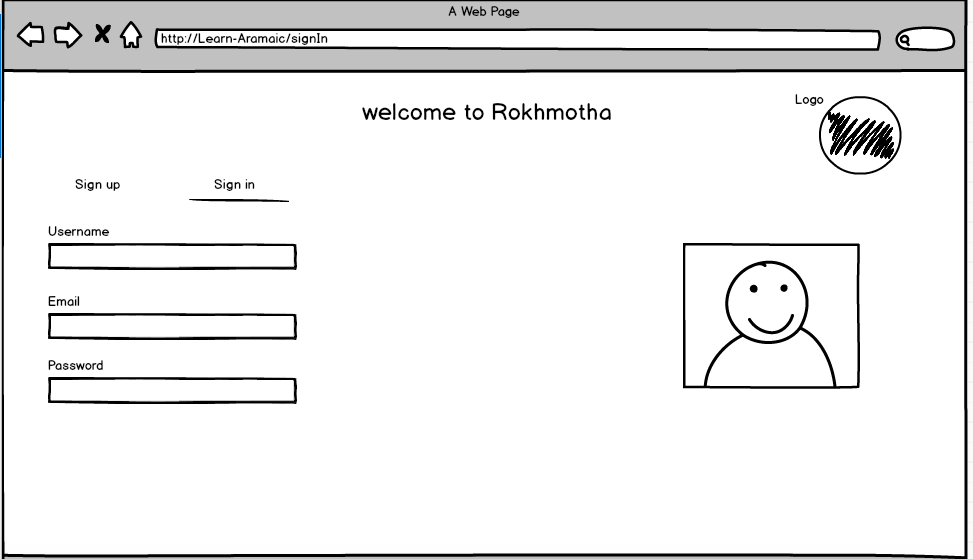 A Web Page
http://Learn-Aramaic/signIn
welcome to Rokhmotha
Logo
Sign up
Sign in
Username
Email
Password